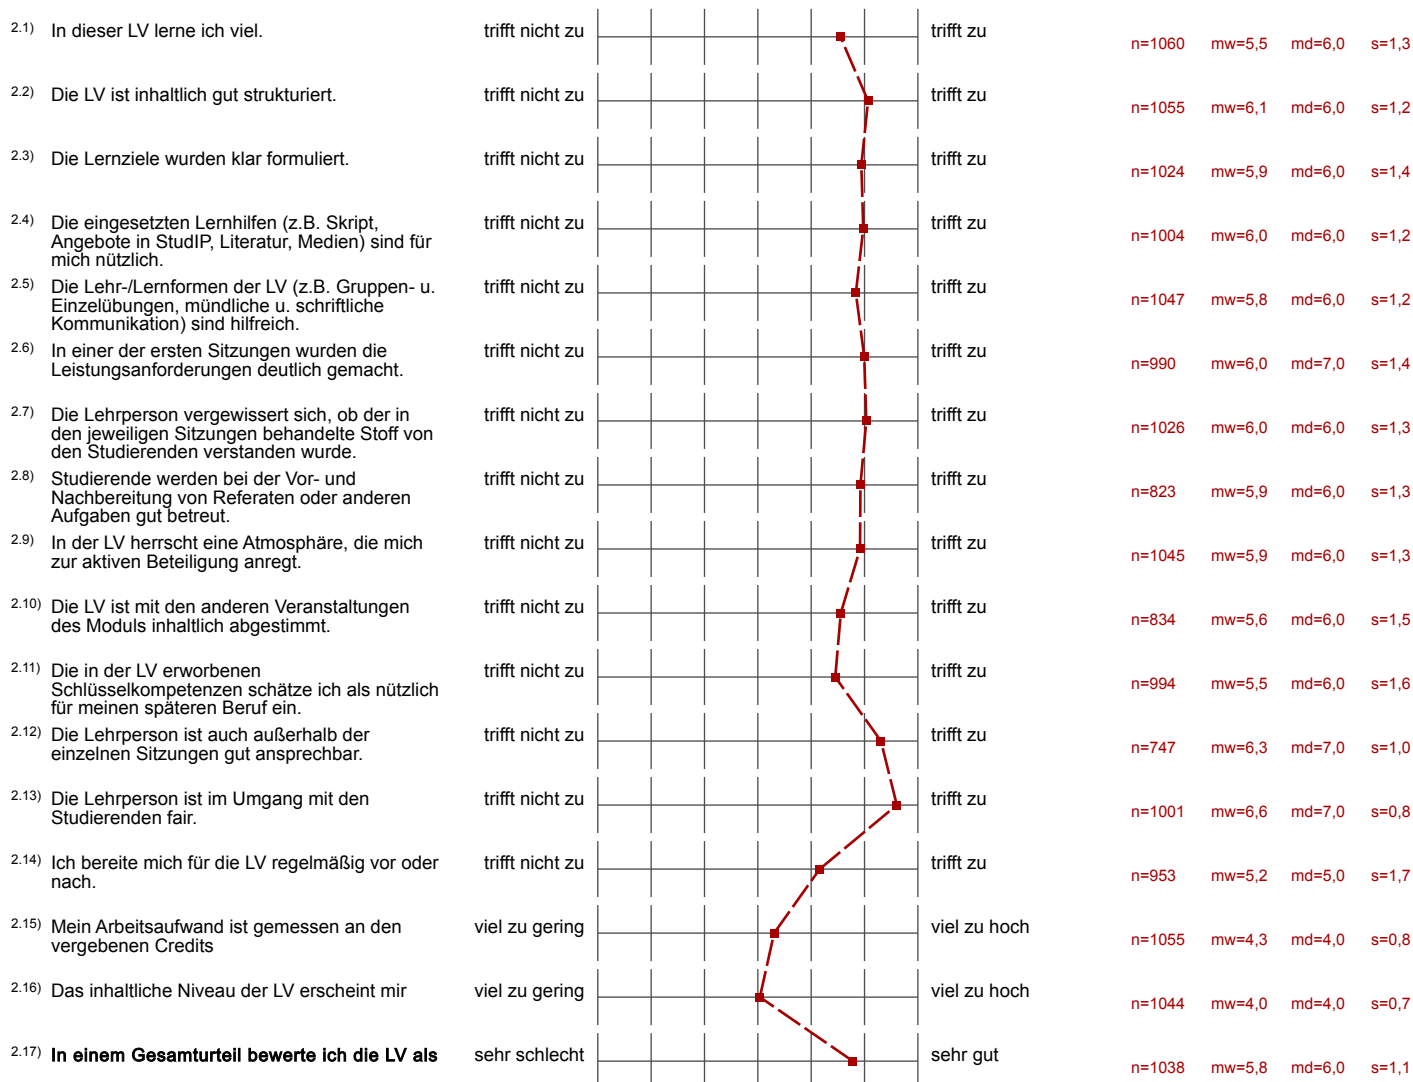 2.1) In dieser LV lerne ich viel. trifft nicht zu trifft zu n=1060 mw=5,5 md=6,0 s=1,3
2.2) Die LV ist inhaltlich gut strukturiert. trifft nicht zu trifft zu n=1055 mw=6,1 md=6,0 s=1,2
2.3) Die Lernziele wurden klar formuliert. trifft nicht zu trifft zu n=1024 mw=5,9 md=6,0 s=1,4
2.4) Die eingesetzten Lernhilfen (z.B. Skript, trifft nicht zu trifft zu n=1004 mw=6,0 md=6,0 s=1,2
Angebote in StudIP, Literatur, Medien) sind für
mich nützlich.
2.5) Die Lehr-/Lernformen der LV (z.B. Gruppen- u. trifft nicht zu trifft zu n=1047 mw=5,8 md=6,0 s=1,2
Einzelübungen, mündliche u. schriftliche
Kommunikation) sind hilfreich.
2.6) In einer der ersten Sitzungen wurden die trifft nicht zu trifft zu n=990 mw=6,0 md=7,0 s=1,4
Leistungsanforderungen deutlich gemacht.
2.7) Die Lehrperson vergewissert sich, ob der in trifft nicht zu trifft zu n=1026 mw=6,0 md=6,0 s=1,3
den jeweiligen Sitzungen behandelte Stoff von
den Studierenden verstanden wurde.
2.8) Studierende werden bei der Vor- und trifft nicht zu trifft zu n=823 mw=5,9 md=6,0 s=1,3
Nachbereitung von Referaten oder anderen
Aufgaben gut betreut.
2.9) In der LV herrscht eine Atmosphäre, die mich trifft nicht zu trifft zu n=1045 mw=5,9 md=6,0 s=1,3
zur aktiven Beteiligung anregt.
2.10) Die LV ist mit den anderen Veranstaltungen trifft nicht zu trifft zu n=834 mw=5,6 md=6,0 s=1,5
des Moduls inhaltlich abgestimmt.
2.11) Die in der LV erworbenen trifft nicht zu trifft zu n=994 mw=5,5 md=6,0 s=1,6
Schlüsselkompetenzen schätze ich als nützlich
für meinen späteren Beruf ein.
2.12) Die Lehrperson ist auch außerhalb der trifft nicht zu trifft zu n=747 mw=6,3 md=7,0 s=1,0
einzelnen Sitzungen gut ansprechbar.
2.13) Die Lehrperson ist im Umgang mit den trifft nicht zu trifft zu n=1001 mw=6,6 md=7,0 s=0,8
Studierenden fair.
2.14) Ich bereite mich für die LV regelmäßig vor oder trifft nicht zu trifft zu n=953 mw=5,2 md=5,0 s=1,7
nach.
2.15) Mein Arbeitsaufwand ist gemessen an den viel zu gering viel zu hoch n=1055 mw=4,3 md=4,0 s=0,8
vergebenen Credits
2.16) Das inhaltliche Niveau der LV erscheint mir viel zu gering viel zu hoch n=1044 mw=4,0 md=4,0 s=0,7
2.17) In einem Gesamturteil bewerte ich die LV als sehr schlecht sehr gut n=1038 mw=5,8 md=6,0 s=1,1